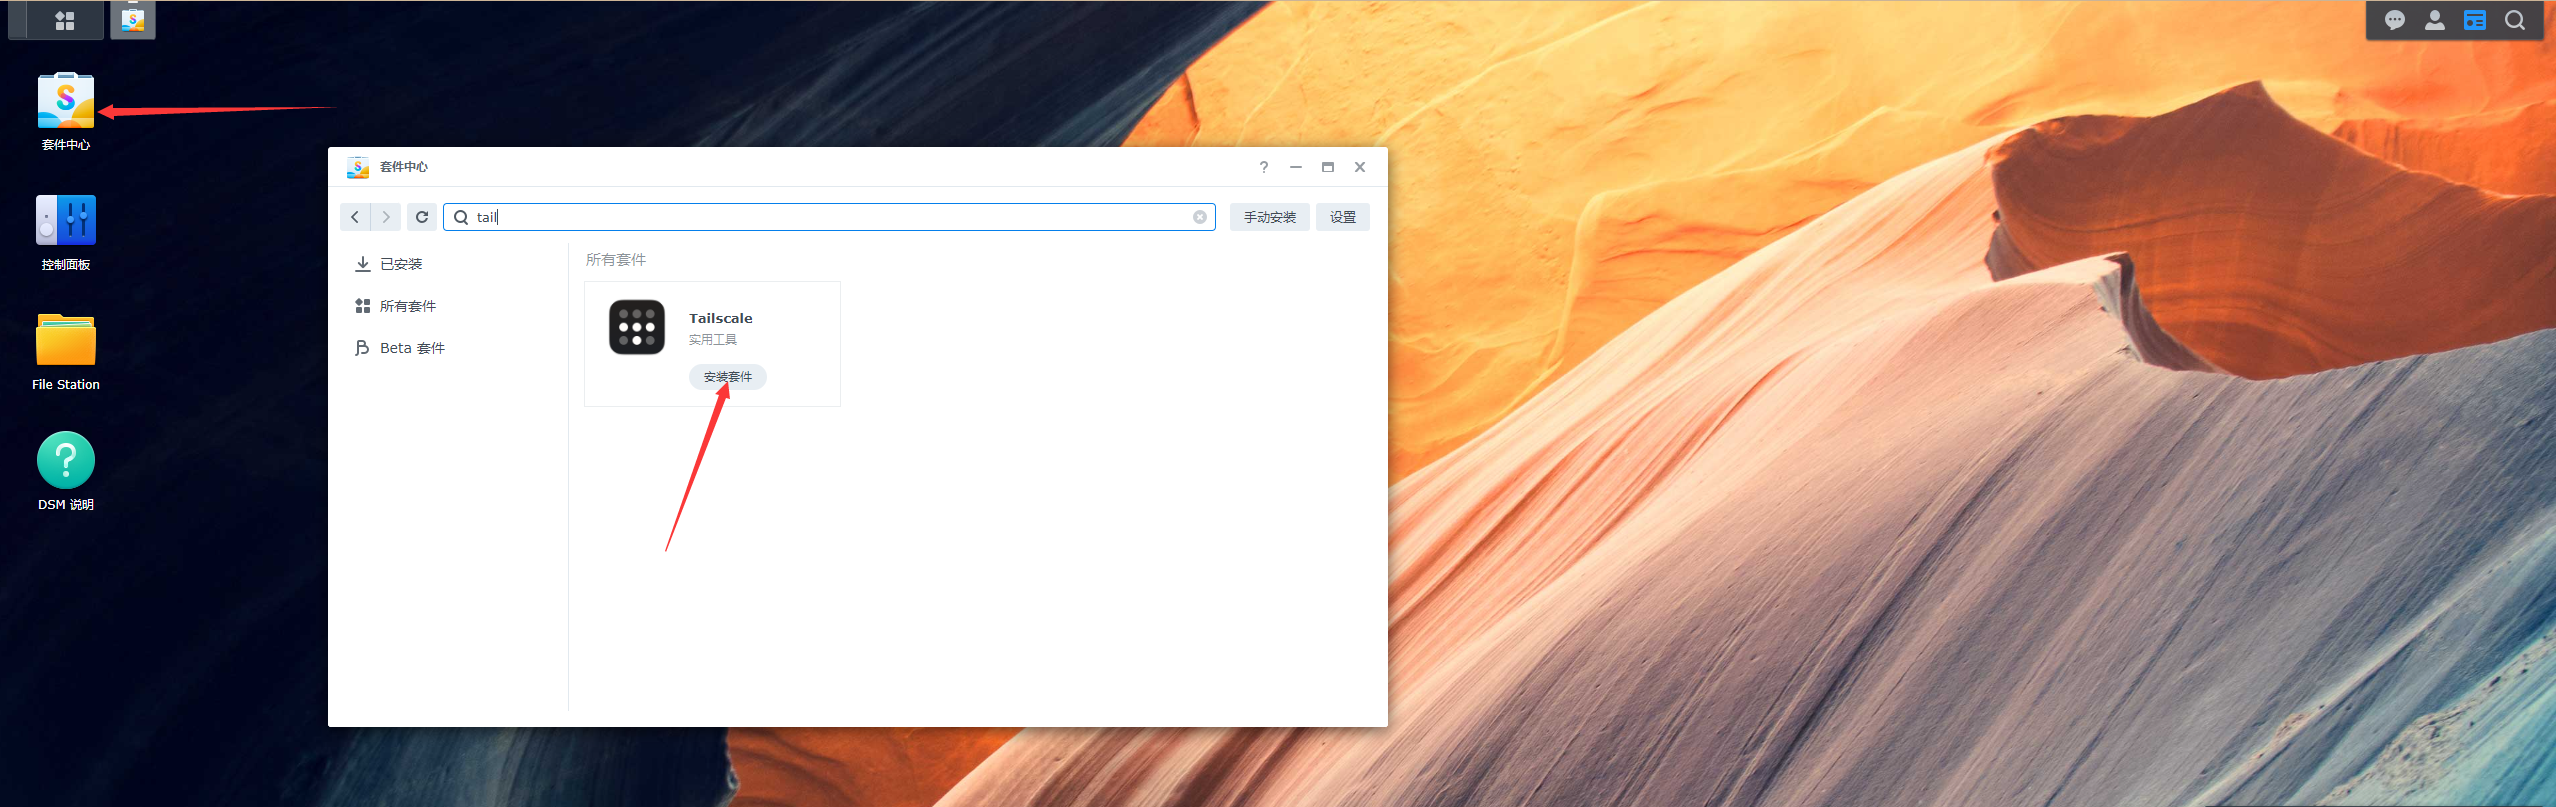 套件中心
控制面板
File Station
DSM 说明
套件中心
tail
手动安装
设置
已安装
所有套件
Beta 套件
所有套件
Tailscale
实用工具
安装套件